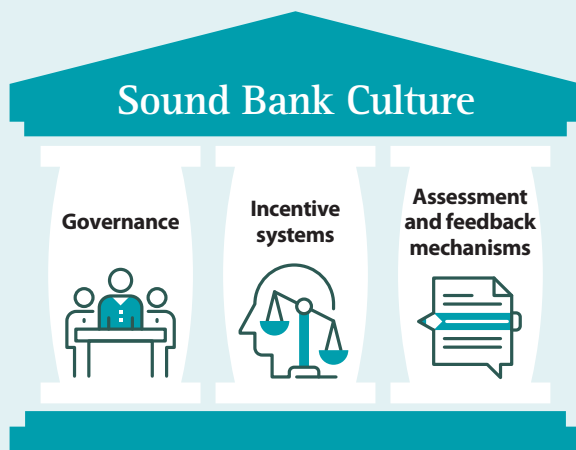 Sound Bank Culture
Governance
Incentive
systems
Assessment
and feedback
mechanisms